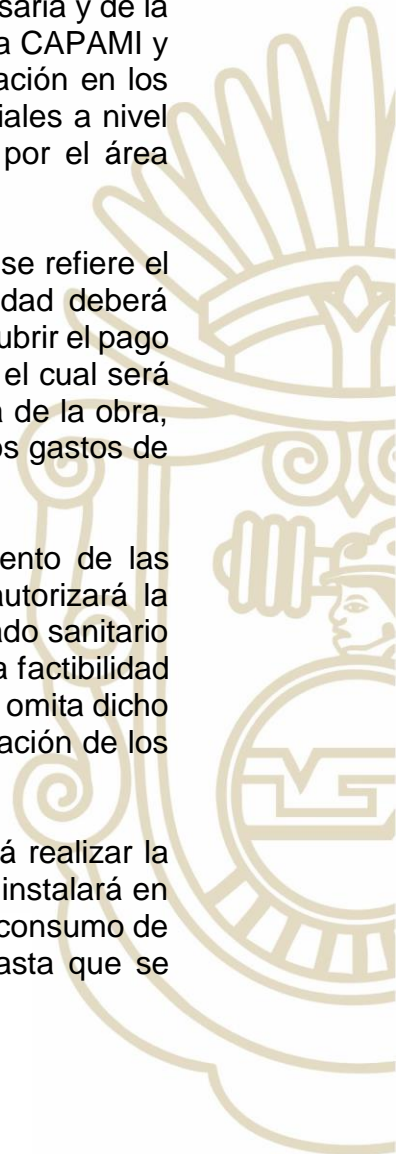 saria y de la
a CAPAMI y
ación en los
iales a nivel
por el área
se refiere el
dad deberá
ubrir el pago
el cual será
a de la obra,
os gastos de
ento de las
autorizará la
ado sanitario
a factibilidad
omita dicho
ación de los
á realizar la
instalará en
consumo de
asta que se